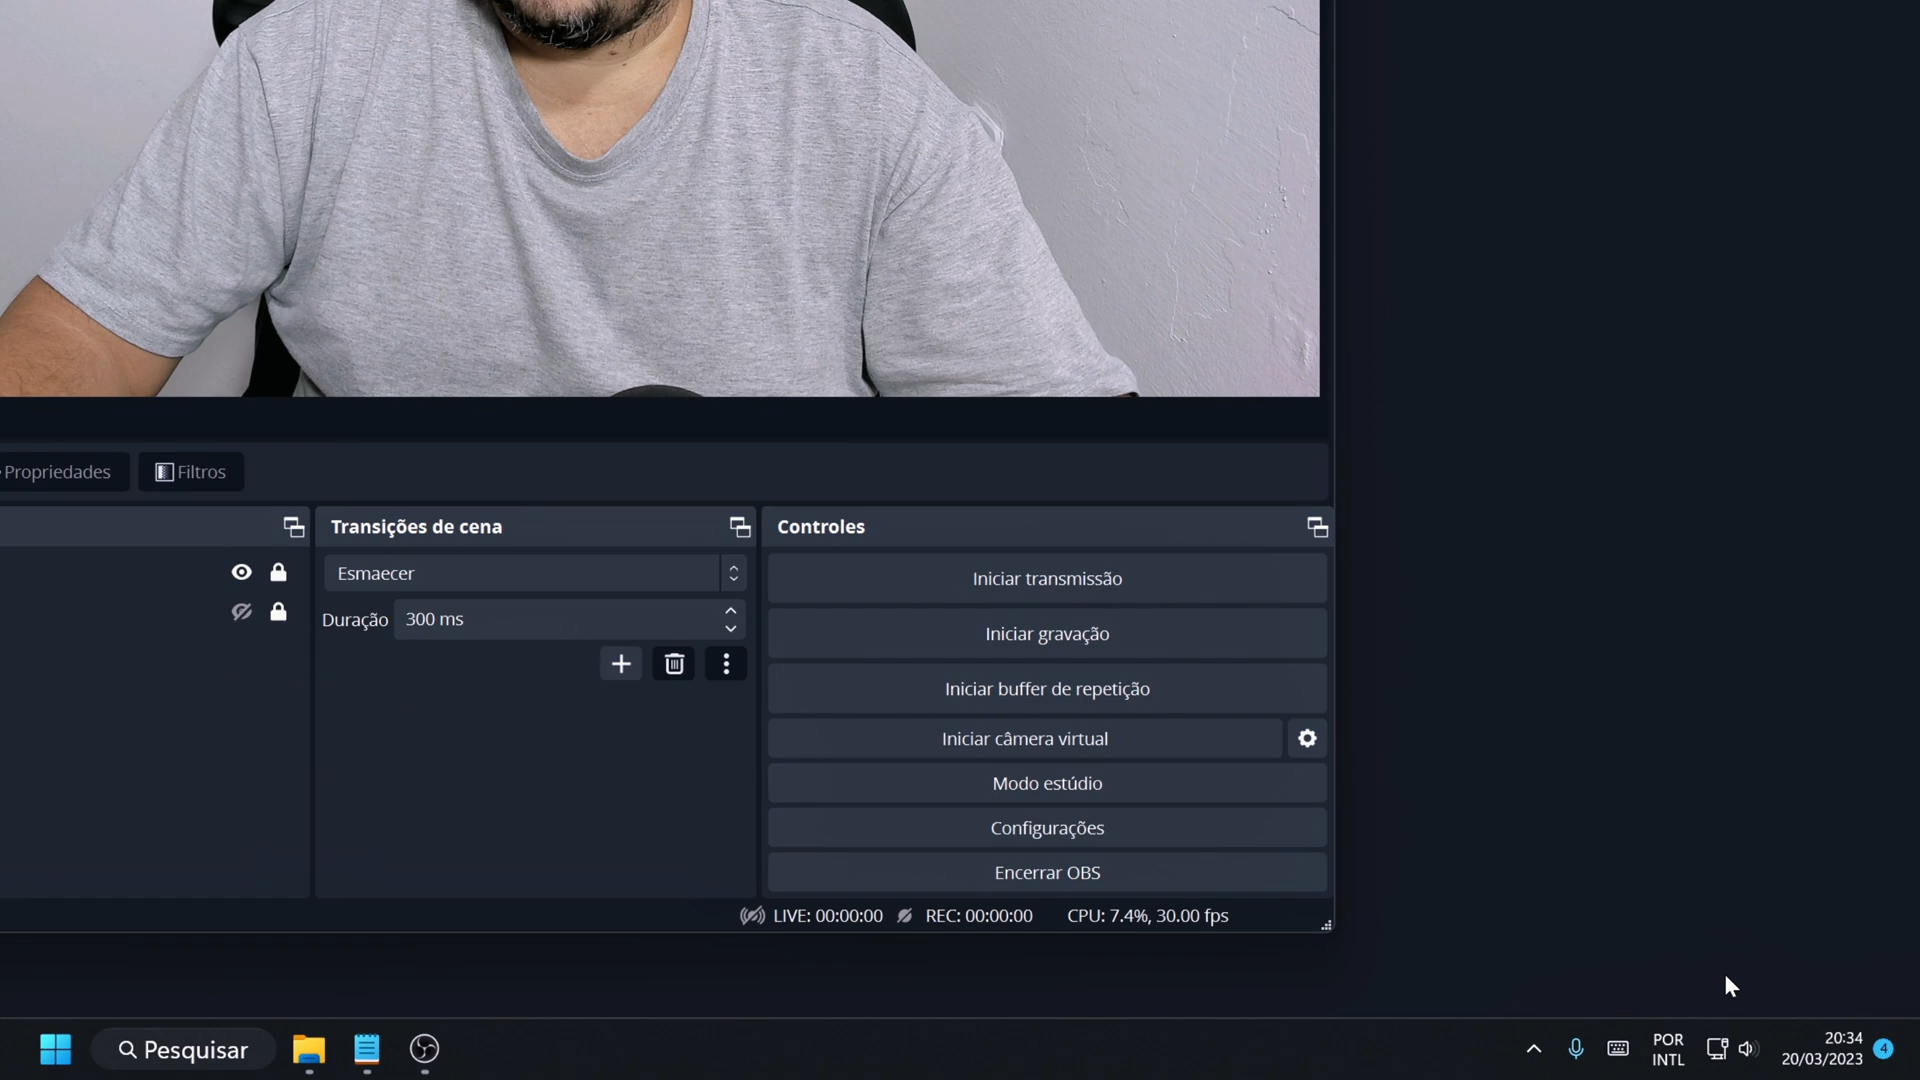 Propriedades
Filtros
Transições de cena
Controles
Esmaecer
Duração 300 ms
Iniciar transmissão
Iniciar gravação
Iniciar buffer de repetição
Iniciar câmera virtual
Modo estúdio
Configurações
Encerrar OBS
LIVE: 00:00:00 REC: 00:00:00 CPU: 7.4%, 30.00 fps
Pesquisar
POR
INTL
20:34
20/03/2023
4